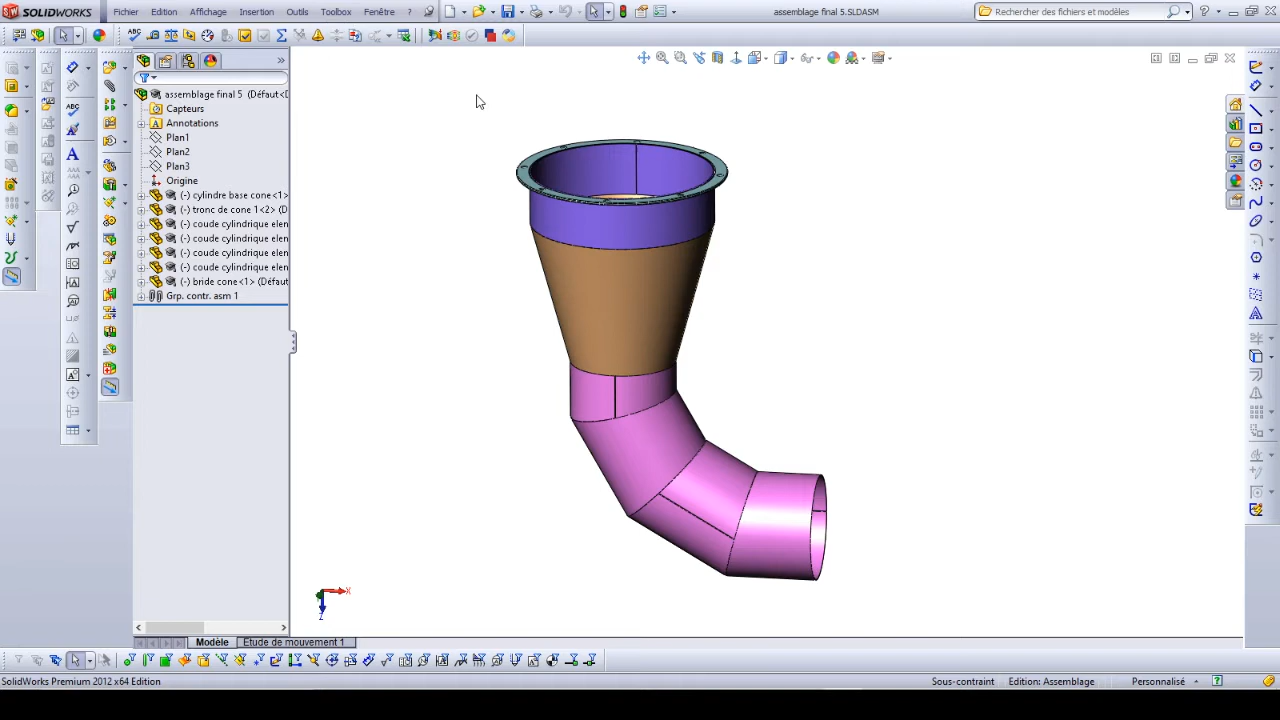 SOLIDWORKS Fichier Edition Affichage Insertion Outils Toolbox Fenêtre ? assemblage final 5.SLDASM Rechercher des fichiers et modèles
assemblage final 5 (Défaut<D
Capteurs
Annotations
Plan1
Plan2
Plan3
Origine
(-) cylindre base cone<1>
(-) tronc de cone 1<2> (D
(-) coude cylindrique elen
(-) coude cylindrique elen
(-) coude cylindrique elen
(-) coude cylindrique elen
(-) bride cone<1> (Défaut
Grp. contr. asm 1
X
Z
Modèle Etude de mouvement 1
SolidWorks Premium 2012 x64 Edition Sous-contraint Edition: Assemblage Personnalisé